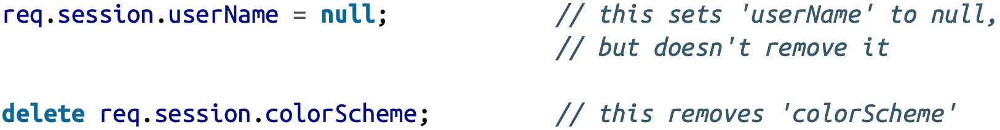 req.session.userName = null;            // this sets 'userName' to null,
                                        // but doesn't remove it
delete req.session.colorScheme;         // this removes 'colorScheme'